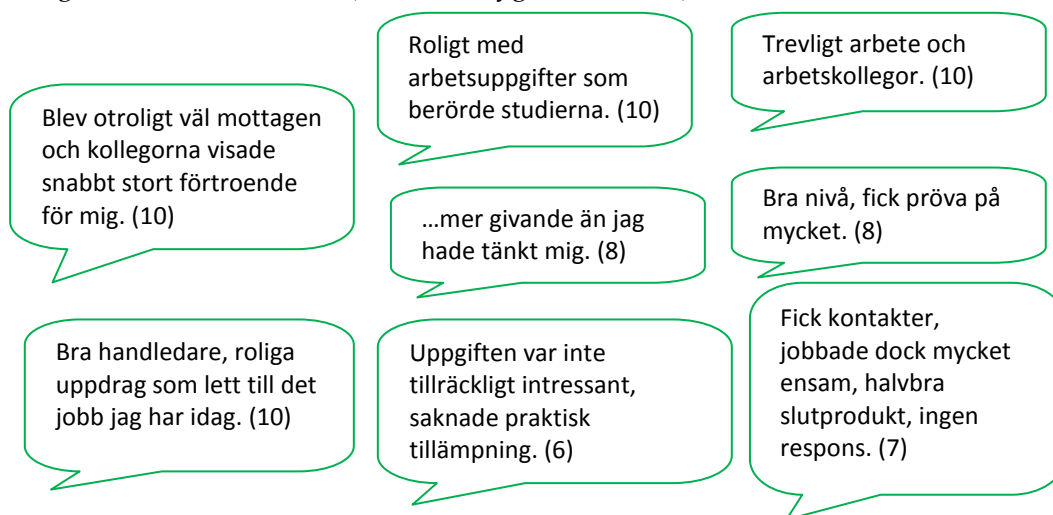 Blev otroligt väl mottagen
och kollegorna visade
snabbt stort förtroende
för mig. (10)
Roligt med
arbetsuppgifter som
berörde studierna. (10)
Trevligt arbete och
arbetskollegor. (10)
…mer givande än jag
hade tänkt mig. (8)
Bra nivå, fick pröva på
mycket. (8)
Bra handledare, roliga
uppdrag som lett till det
jobb jag har idag. (10)
Uppgiften var inte
tillräckligt intressant,
saknade praktisk
tillämpning. (6)
Fick kontakter,
jobbade dock mycket
ensam, halvbra
slutprodukt, ingen
respons. (7)